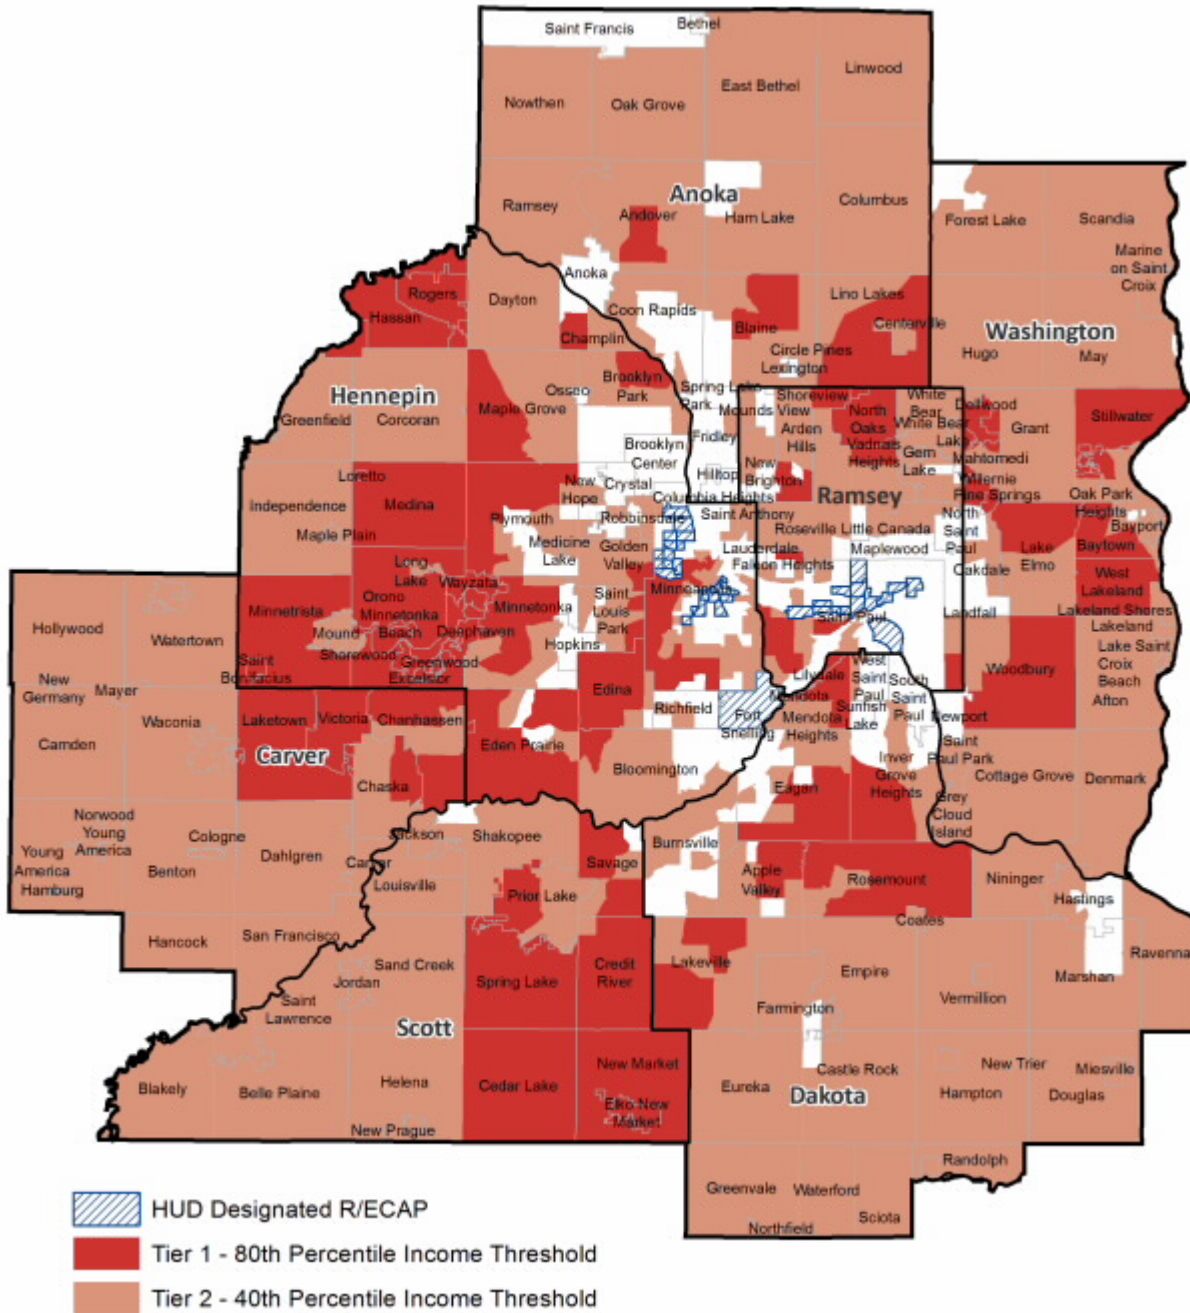 Saint Francis
Bethel
Linwood
East Bethel
Nowthen
Oak Grove
Anoka
Ramsey
Andover
Ham Lake
Columbus
Forest Lake
Scandia
Marine
on Saint
Croix
Anoka
Rogers
Hassan
Dayton
Coon Rapids
Lino Lakes
Centerville
Blaine
Champlin
Circle Pines
Lexington
Washington
Hugo
May
Hennepin
Greenfield
Corcoran
Maple Grove
Osseo
Brooklyn
Park
Spring Lake
Park
Mounds View
Shoreview
Arden
Hills
North
Oaks
Vadnais
Heights
White
Bear
White Bear
Lake
Gem
Lake
Dellwood
Grant
Stillwater
Mahtomedi
Willernie
Pine Springs
Oak Park
Heights
Bayport
Baytown
Brooklyn
Center
Fridley
Hilltop
Columbia Heights
New
Brighton
Ramsey
Loretto
Independence
Medina
Maple Plain
New
Hope
Crystal
Robbinsdale
Plymouth
Medicine
Lake
Golden
Valley
Saint Anthony
Lauderdale
Falcon Heights
Roseville
Little Canada
Maplewood
North
Saint
Paul
Oakdale
Lake
Elmo
West
Lakeland
Lakeland Shores
Lakeland
Lake Saint
Croix
Beach
Afton
Long
Lake
Wayzata
Orono
Minnetonka
Beach
Minnetrista
Mound
Shorewood
Deephaven
Greenwood
Excelsior
Minnetonka
Saint
Louis
Park
Hopkins
Minneapolis
Saint Paul
Landfall
Woodbury
Hollywood
Watertown
Saint
Bonifacius
New
Germany
Mayer
Waconia
Camden
Laketown
Victoria
Chanhassen
Carver
Chaska
Eden Prairie
Edina
Richfield
Fort
Snelling
Bloomington
Lilydale
Mendota
Mendota
Heights
West
Saint
Paul
South
Saint
Paul
Sunfish
Lake
Newport
Saint
Paul Park
Inver
Grove
Heights
Cottage Grove
Denmark
Grey
Cloud
Island
Eagan
Norwood
Young
America
Young
America
Hamburg
Cologne
Benton
Dahlgren
Carver
Jackson
Louisville
Shakopee
Savage
Prior Lake
Burnsville
Apple
Valley
Rosemount
Coates
Nininger
Hastings
Ravenna
Marshan
Hancock
San Francisco
Sand Creek
Jordan
Saint
Lawrence
Scott
Spring Lake
Credit
River
Lakeville
Farmington
Empire
Vermillion
Blakely
Belle Plaine
Helena
New Prague
Cedar Lake
New Market
Elko New
Market
Eureka
Castle Rock
Dakota
Hampton
New Trier
Miesville
Douglas
Randolph
Greenvale
Waterford
Northfield
Sciota
HUD Designated R/ECAP
Tier 1 - 80th Percentile Income Threshold
Tier 2 - 40th Percentile Income Threshold